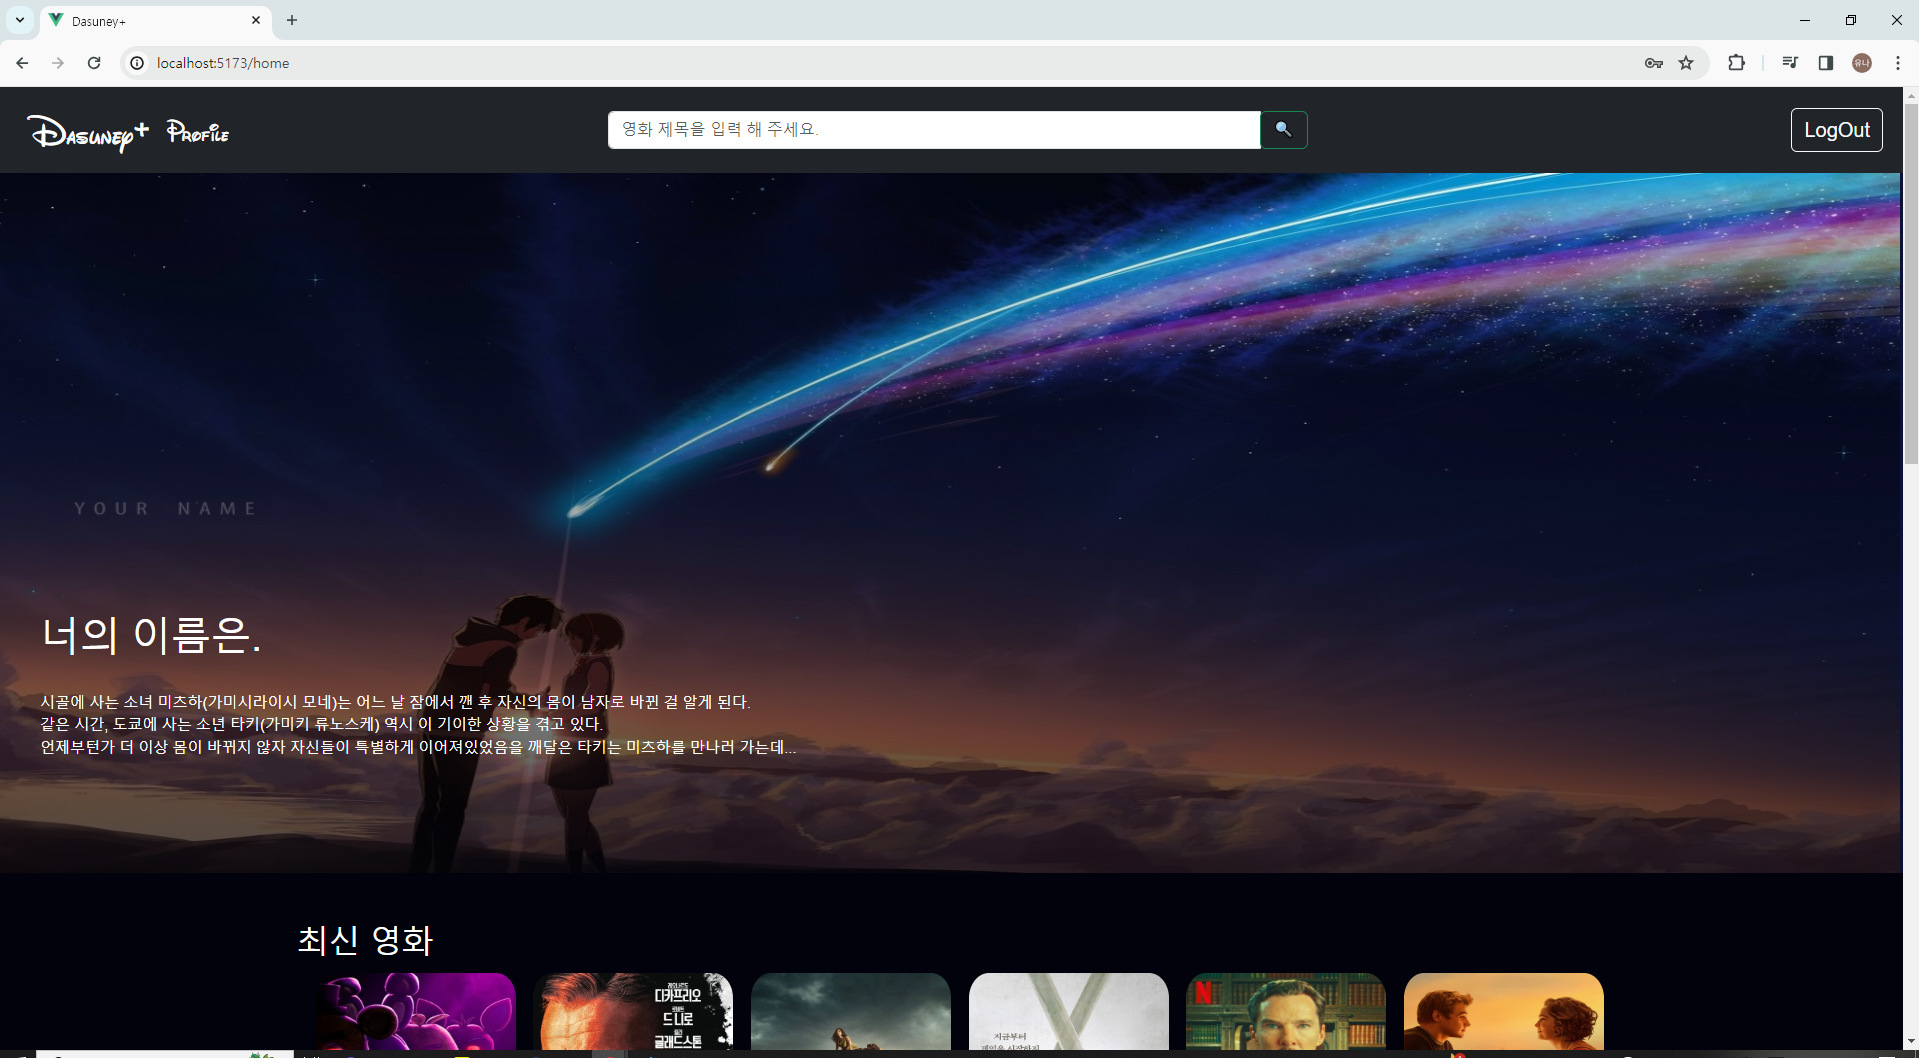 Dasuney+
localhost:5173/home
유나
Dasuney+ Profile
영화 제목을 입력 해 주세요.
LogOut
YOUR NAME
너의 이름은.
시골에 사는 소녀 미츠하(가미시라이시 모네)는 어느 날 잠에서 깬 후 자신의 몸이 남자로 바뀐 걸 알게 된다.
같은 시간, 도쿄에 사는 소년 타키(가미키 류노스케) 역시 이 기이한 상황을 겪고 있다.
언제부턴가 더 이상 몸이 바뀌지 않자 자신들이 특별하게 이어져있었음을 깨달은 타키는 미츠하를 만나러 가는데...
최신 영화
디카프리오
드 니로
글래드스톤
지금부터
N